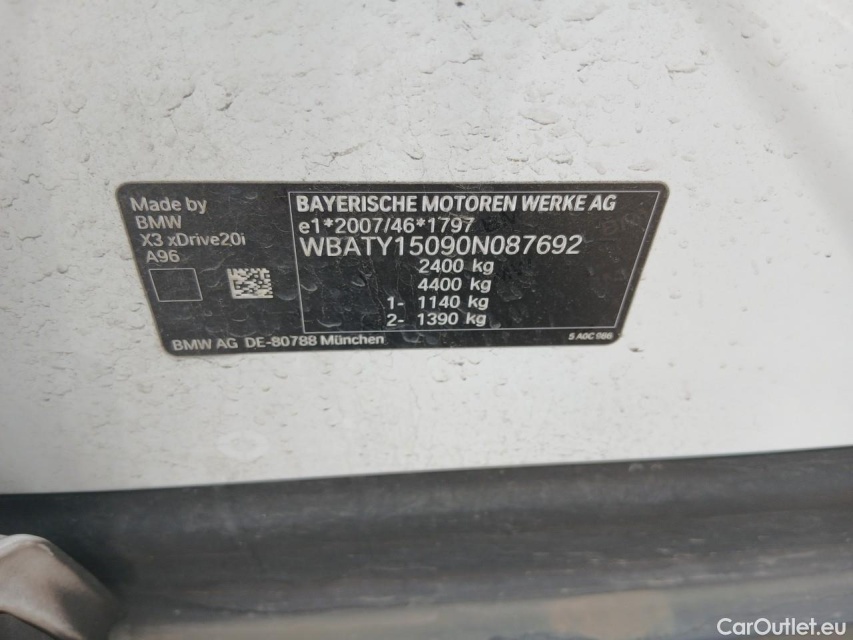 Made by
BMW
X3 xDrive20i
A96
BAYERISCHE MOTOREN WERKE AG
e1*2007/46*1797
WBATY15090N087692
2400 kg
4400 kg
1- 1140 kg
2- 1390 kg
BMW AG DE-80788 München
5 AGC 086
CarOutlet.eu